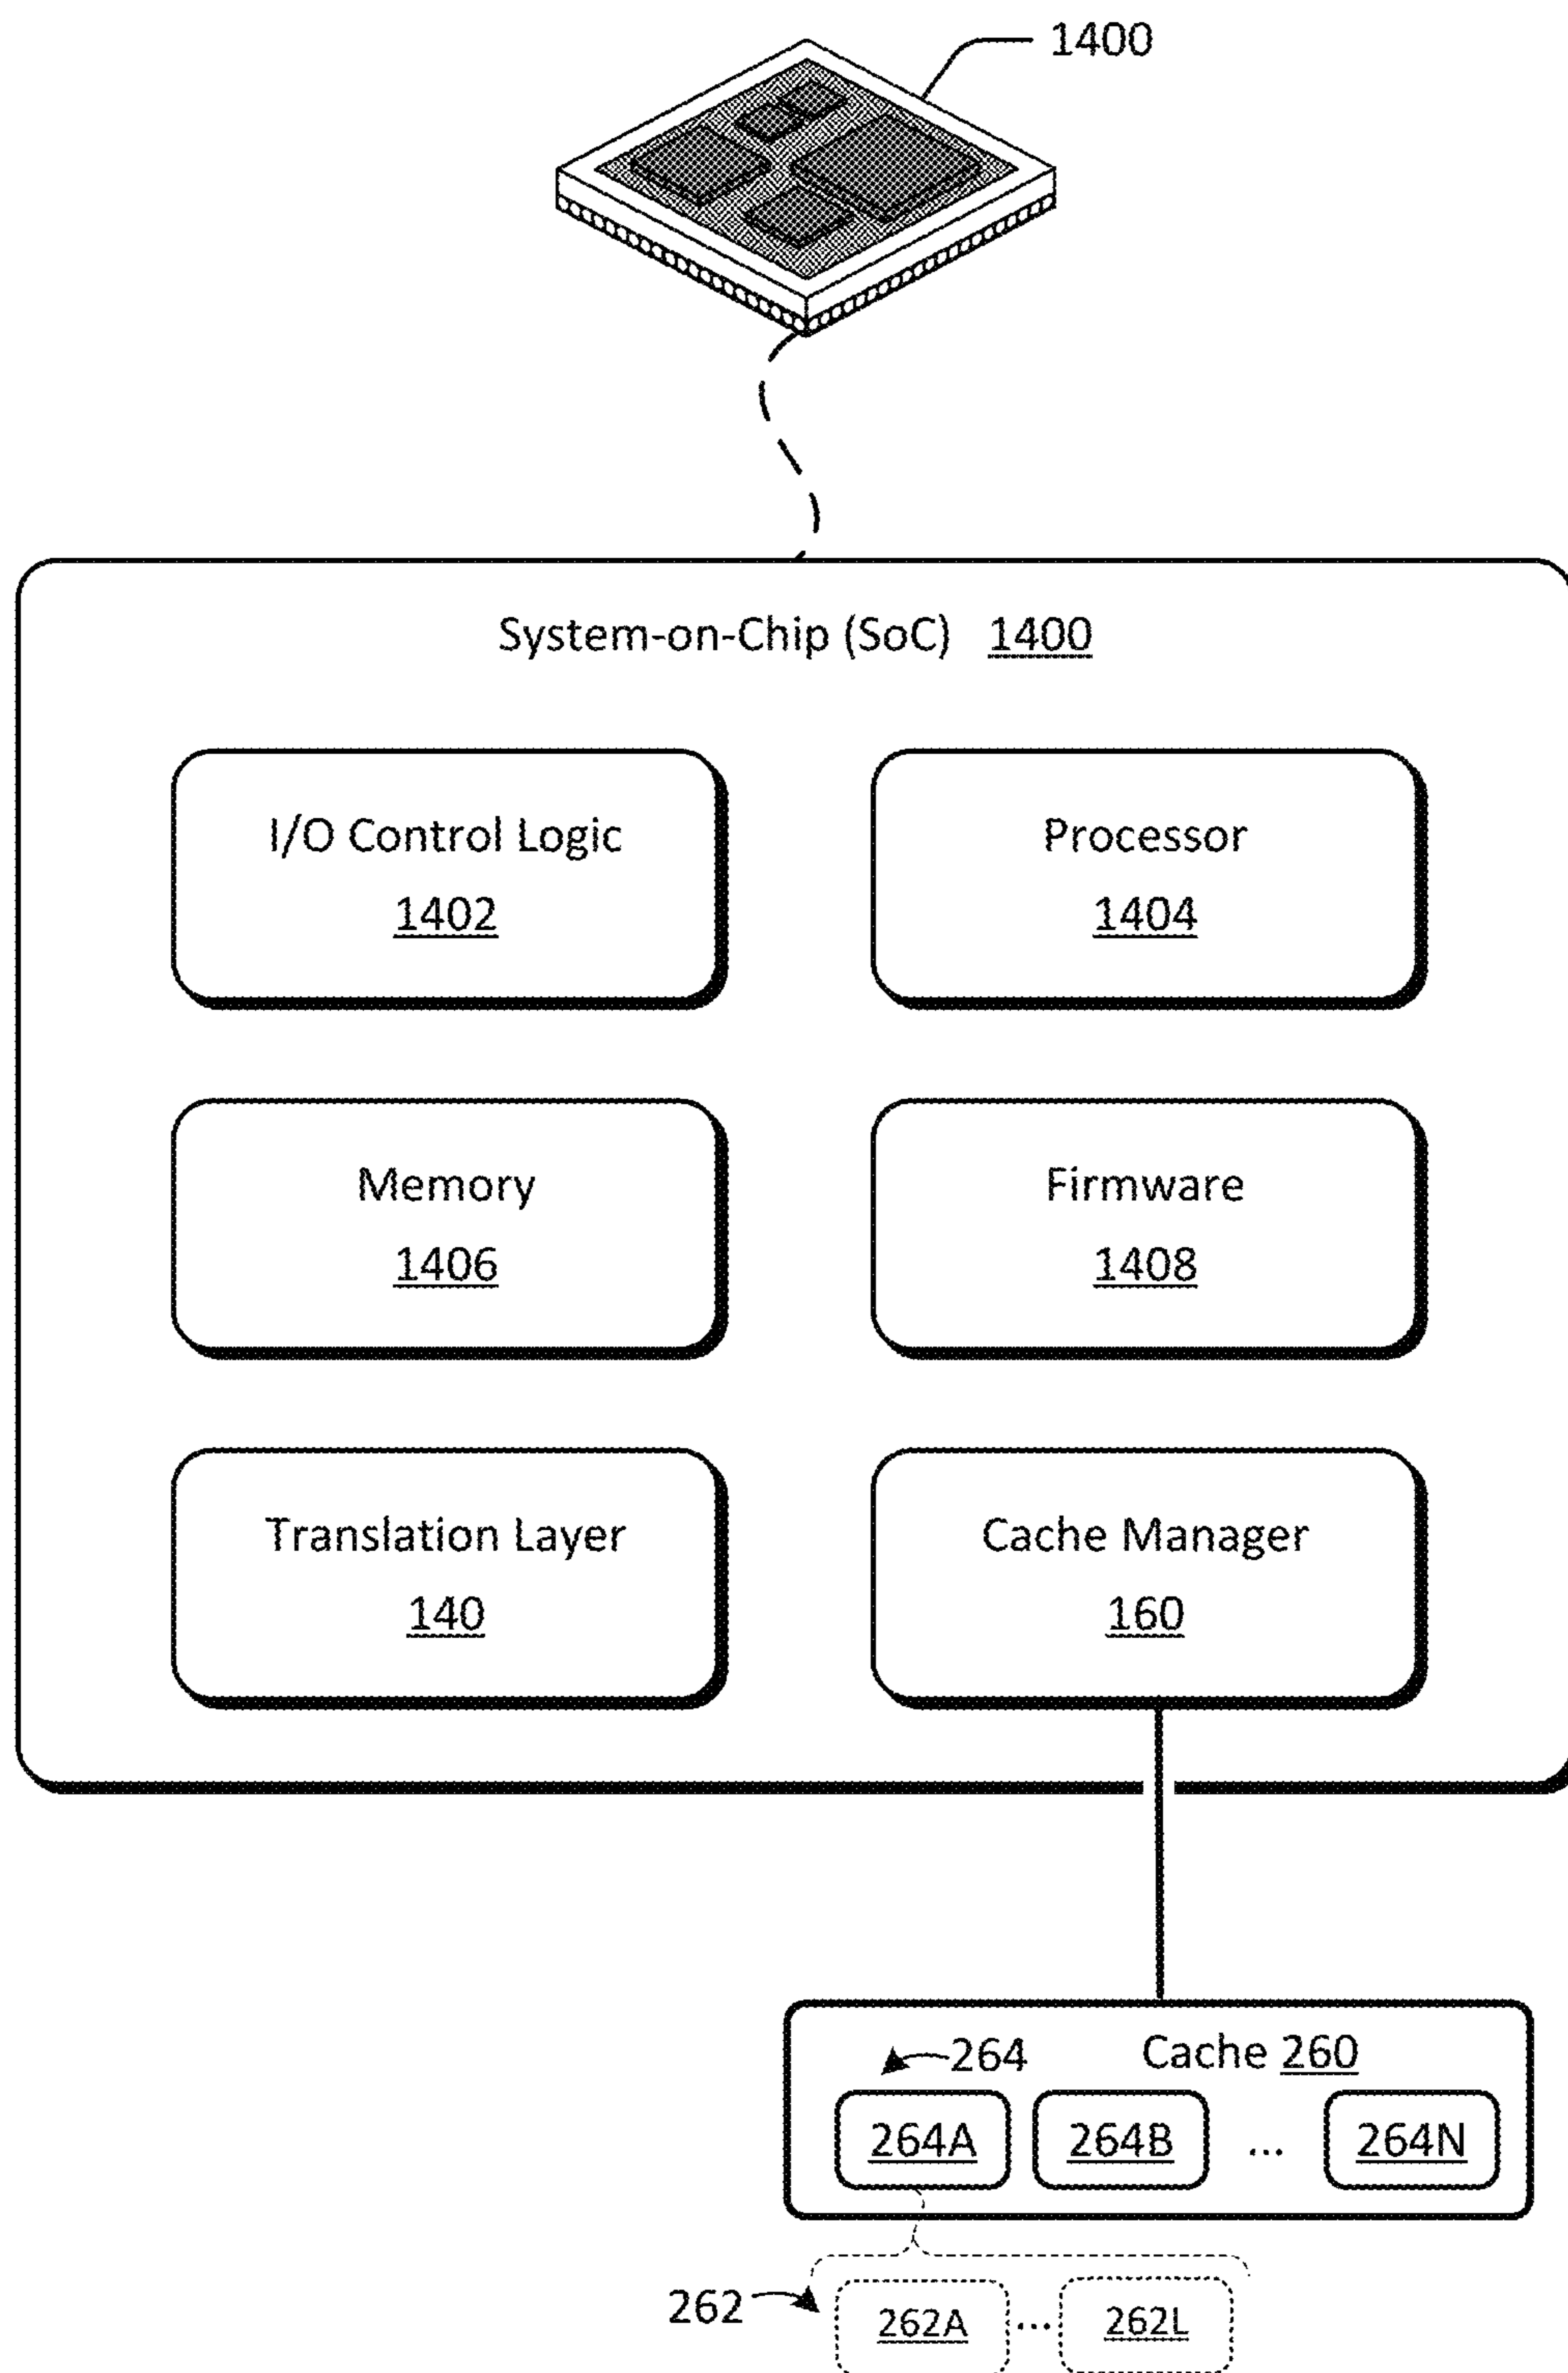 1400
System-on-Chip (SoC) 1400
I/O Control Logic
1402
Processor
1404
Memory
1406
Firmware
1408
Translation Layer
140
Cache Manager
160
264 Cache 260
264A 264B ... 264N
262 262A ... 262L